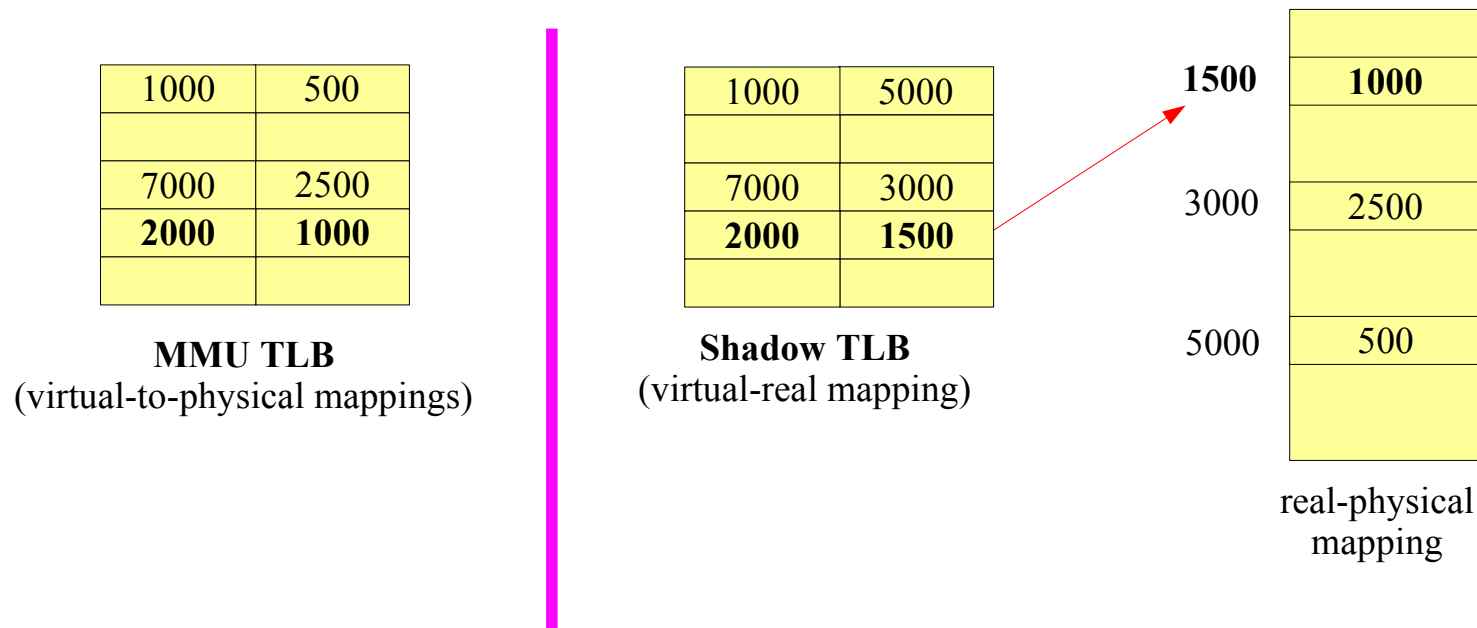 1000 500
7000 2500
2000 1000
MMU TLB
(virtual-to-physical mappings)
1000 5000
7000 3000
2000 1500
Shadow TLB
(virtual-real mapping)
1500 1000
3000 2500
5000 500
real-physical
mapping